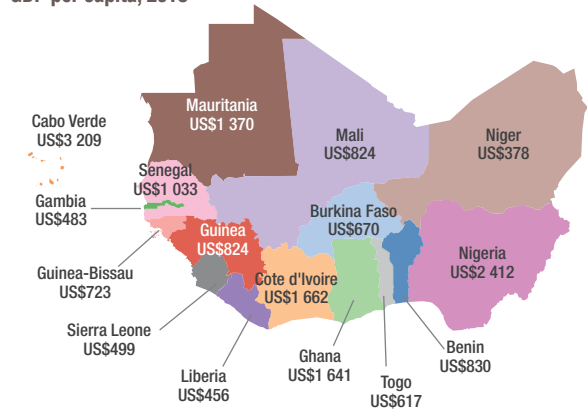 GDP per capita,
Mauritania
US$1 370
Cabo Verde
US$3 209
Mali
US$824
Niger
US$378
Senegal
US$1 033
Gambia
US$483
Burkina Faso
US$670
Guinea
US$824
Nigeria
US$2 412
Guinea-Bissau
US$723
Cote d'Ivoire
US$1 662
Sierra Leone
US$499
Liberia
US$456
Ghana
US$1 641
Togo
US$617
Benin
US$830